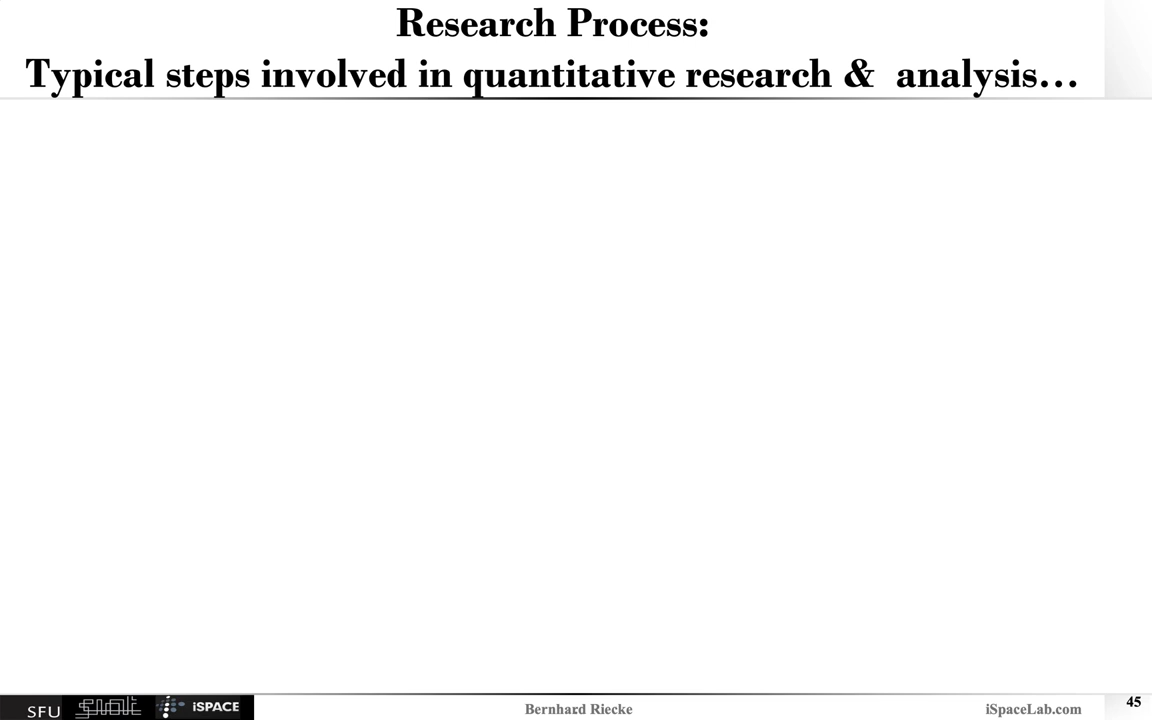 Research Process:
Typical steps involved in quantitative research & analysis…
SFU
iSPACE
Bernhard Riecke
iSpaceLab.com
45